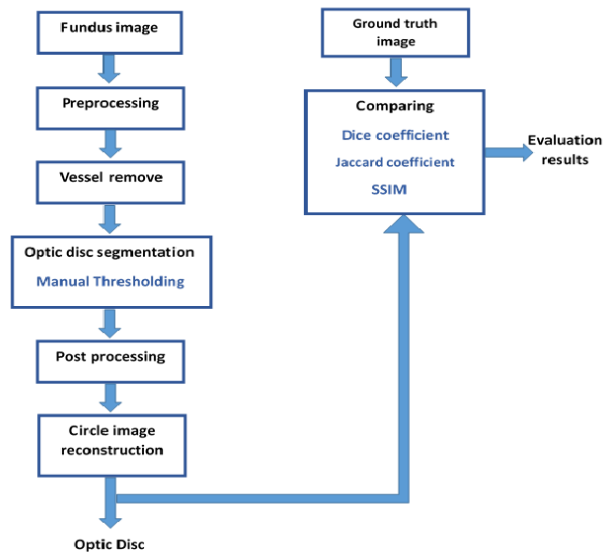 Fundus image
Preprocessing
Vessel remove
Optic disc segmentation
Manual Thresholding
Post processing
Circle image
reconstruction
Optic Disc
Ground truth
image
Comparing
Dice coefficient
Jaccard coefficient
SSIM
Evaluation
results